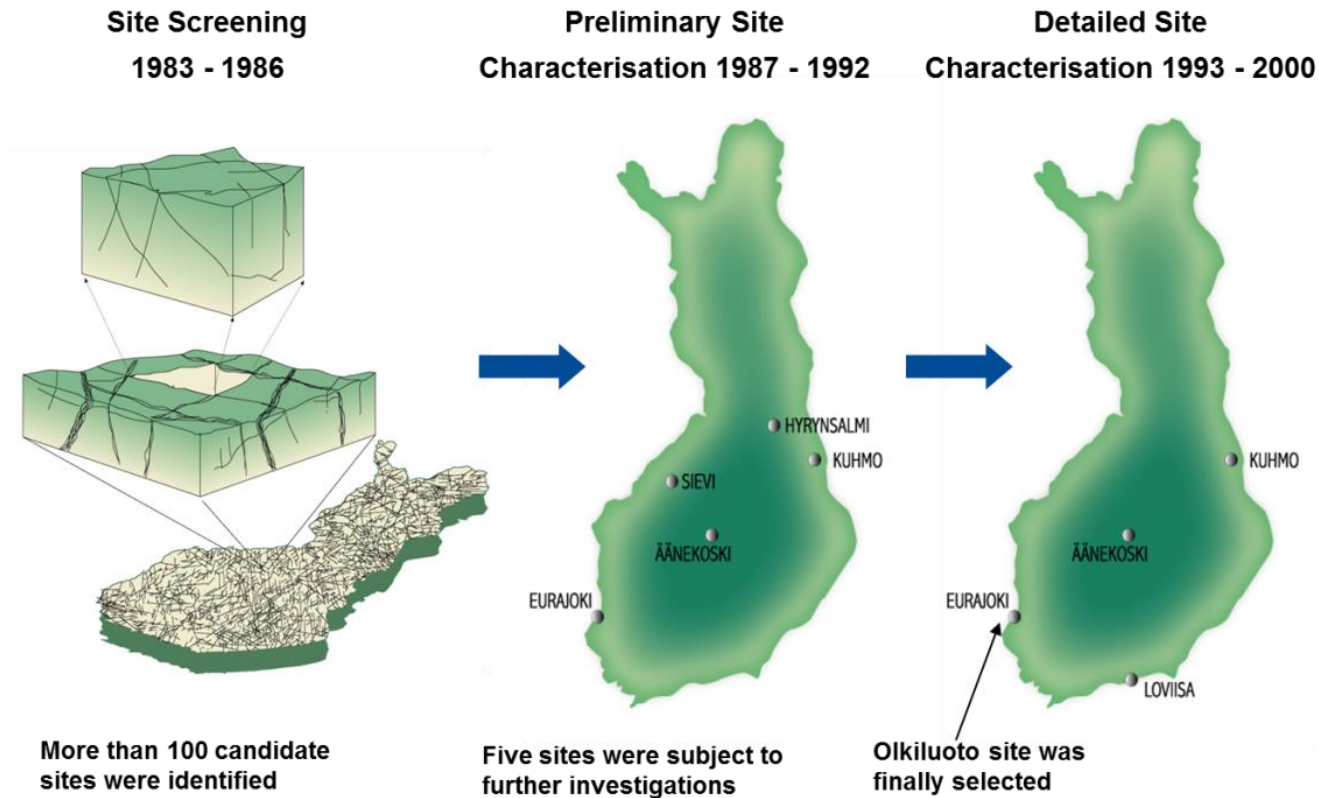 Site Screening
1983 - 1986
Preliminary Site
Characterisation 1987 - 1992
Detailed Site
Characterisation 1993 - 2000
HYRYNSALMI
KUHMO
SIEVI
ÄÄNEKOSKI
EURAJOKI
KUHMO
ÄÄNEKOSKI
EURAJOKI
LOVIISA
More than 100 candidate
sites were identified
Five sites were subject to
further investigations
Olkiluoto site was
finally selected